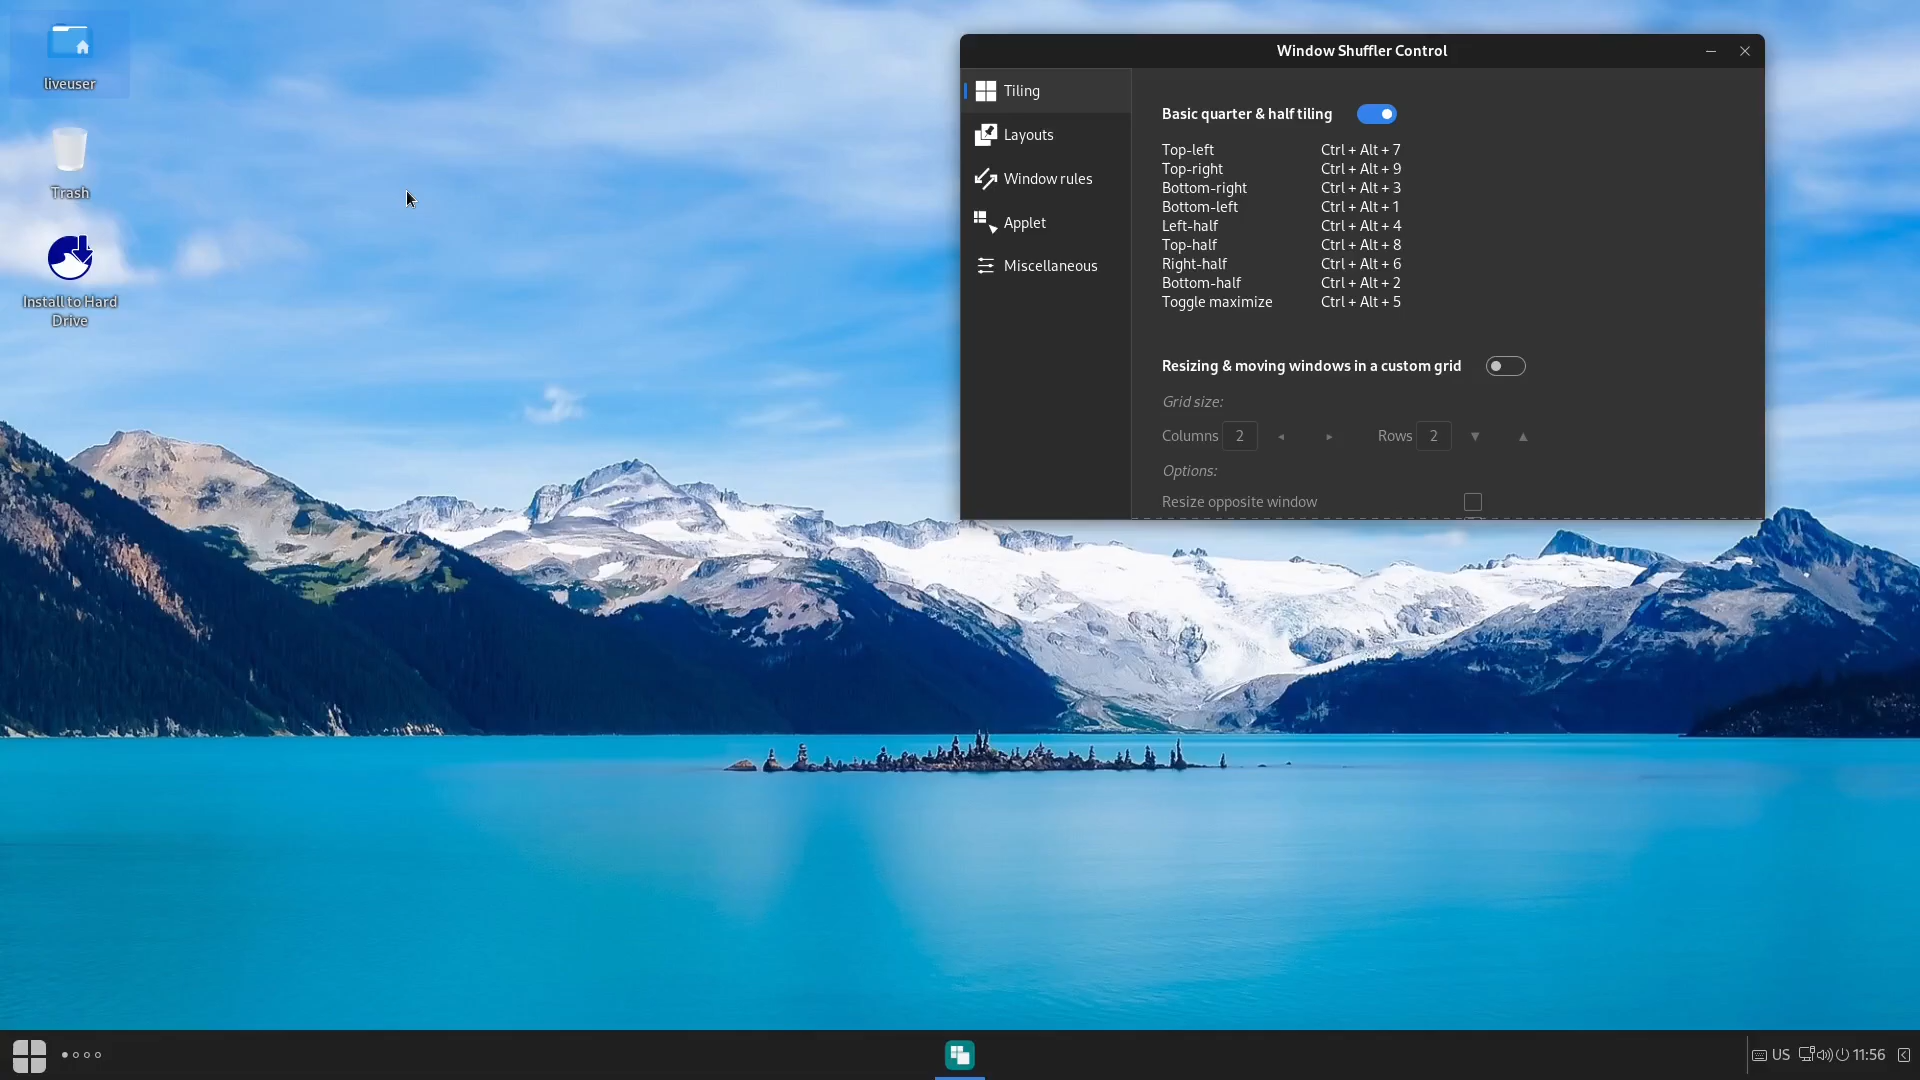 liveuser
Trash
Install to Hard
Drive
Window Shuffler Control
Tiling
Layouts
Window rules
Applet
Miscellaneous
Basic quarter & half tiling
Top-left Ctrl + Alt + 7
Top-right Ctrl + Alt + 9
Bottom-right Ctrl + Alt + 3
Bottom-left Ctrl + Alt + 1
Left-half Ctrl + Alt + 4
Top-half Ctrl + Alt + 8
Right-half Ctrl + Alt + 6
Bottom-half Ctrl + Alt + 2
Toggle maximize Ctrl + Alt + 5
Resizing & moving windows in a custom grid
Grid size:
Columns 2 Rows 2
Options:
Resize opposite window
US 11:56